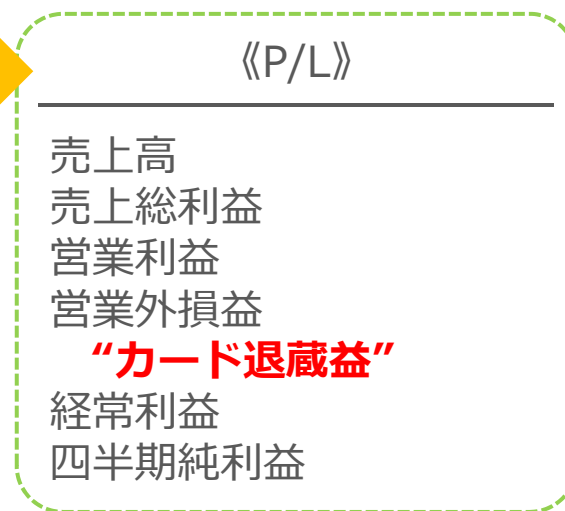 《P/L》
売上高
売上総利益
営業利益
営業外損益
“カード退蔵益”
経常利益
四半期純利益